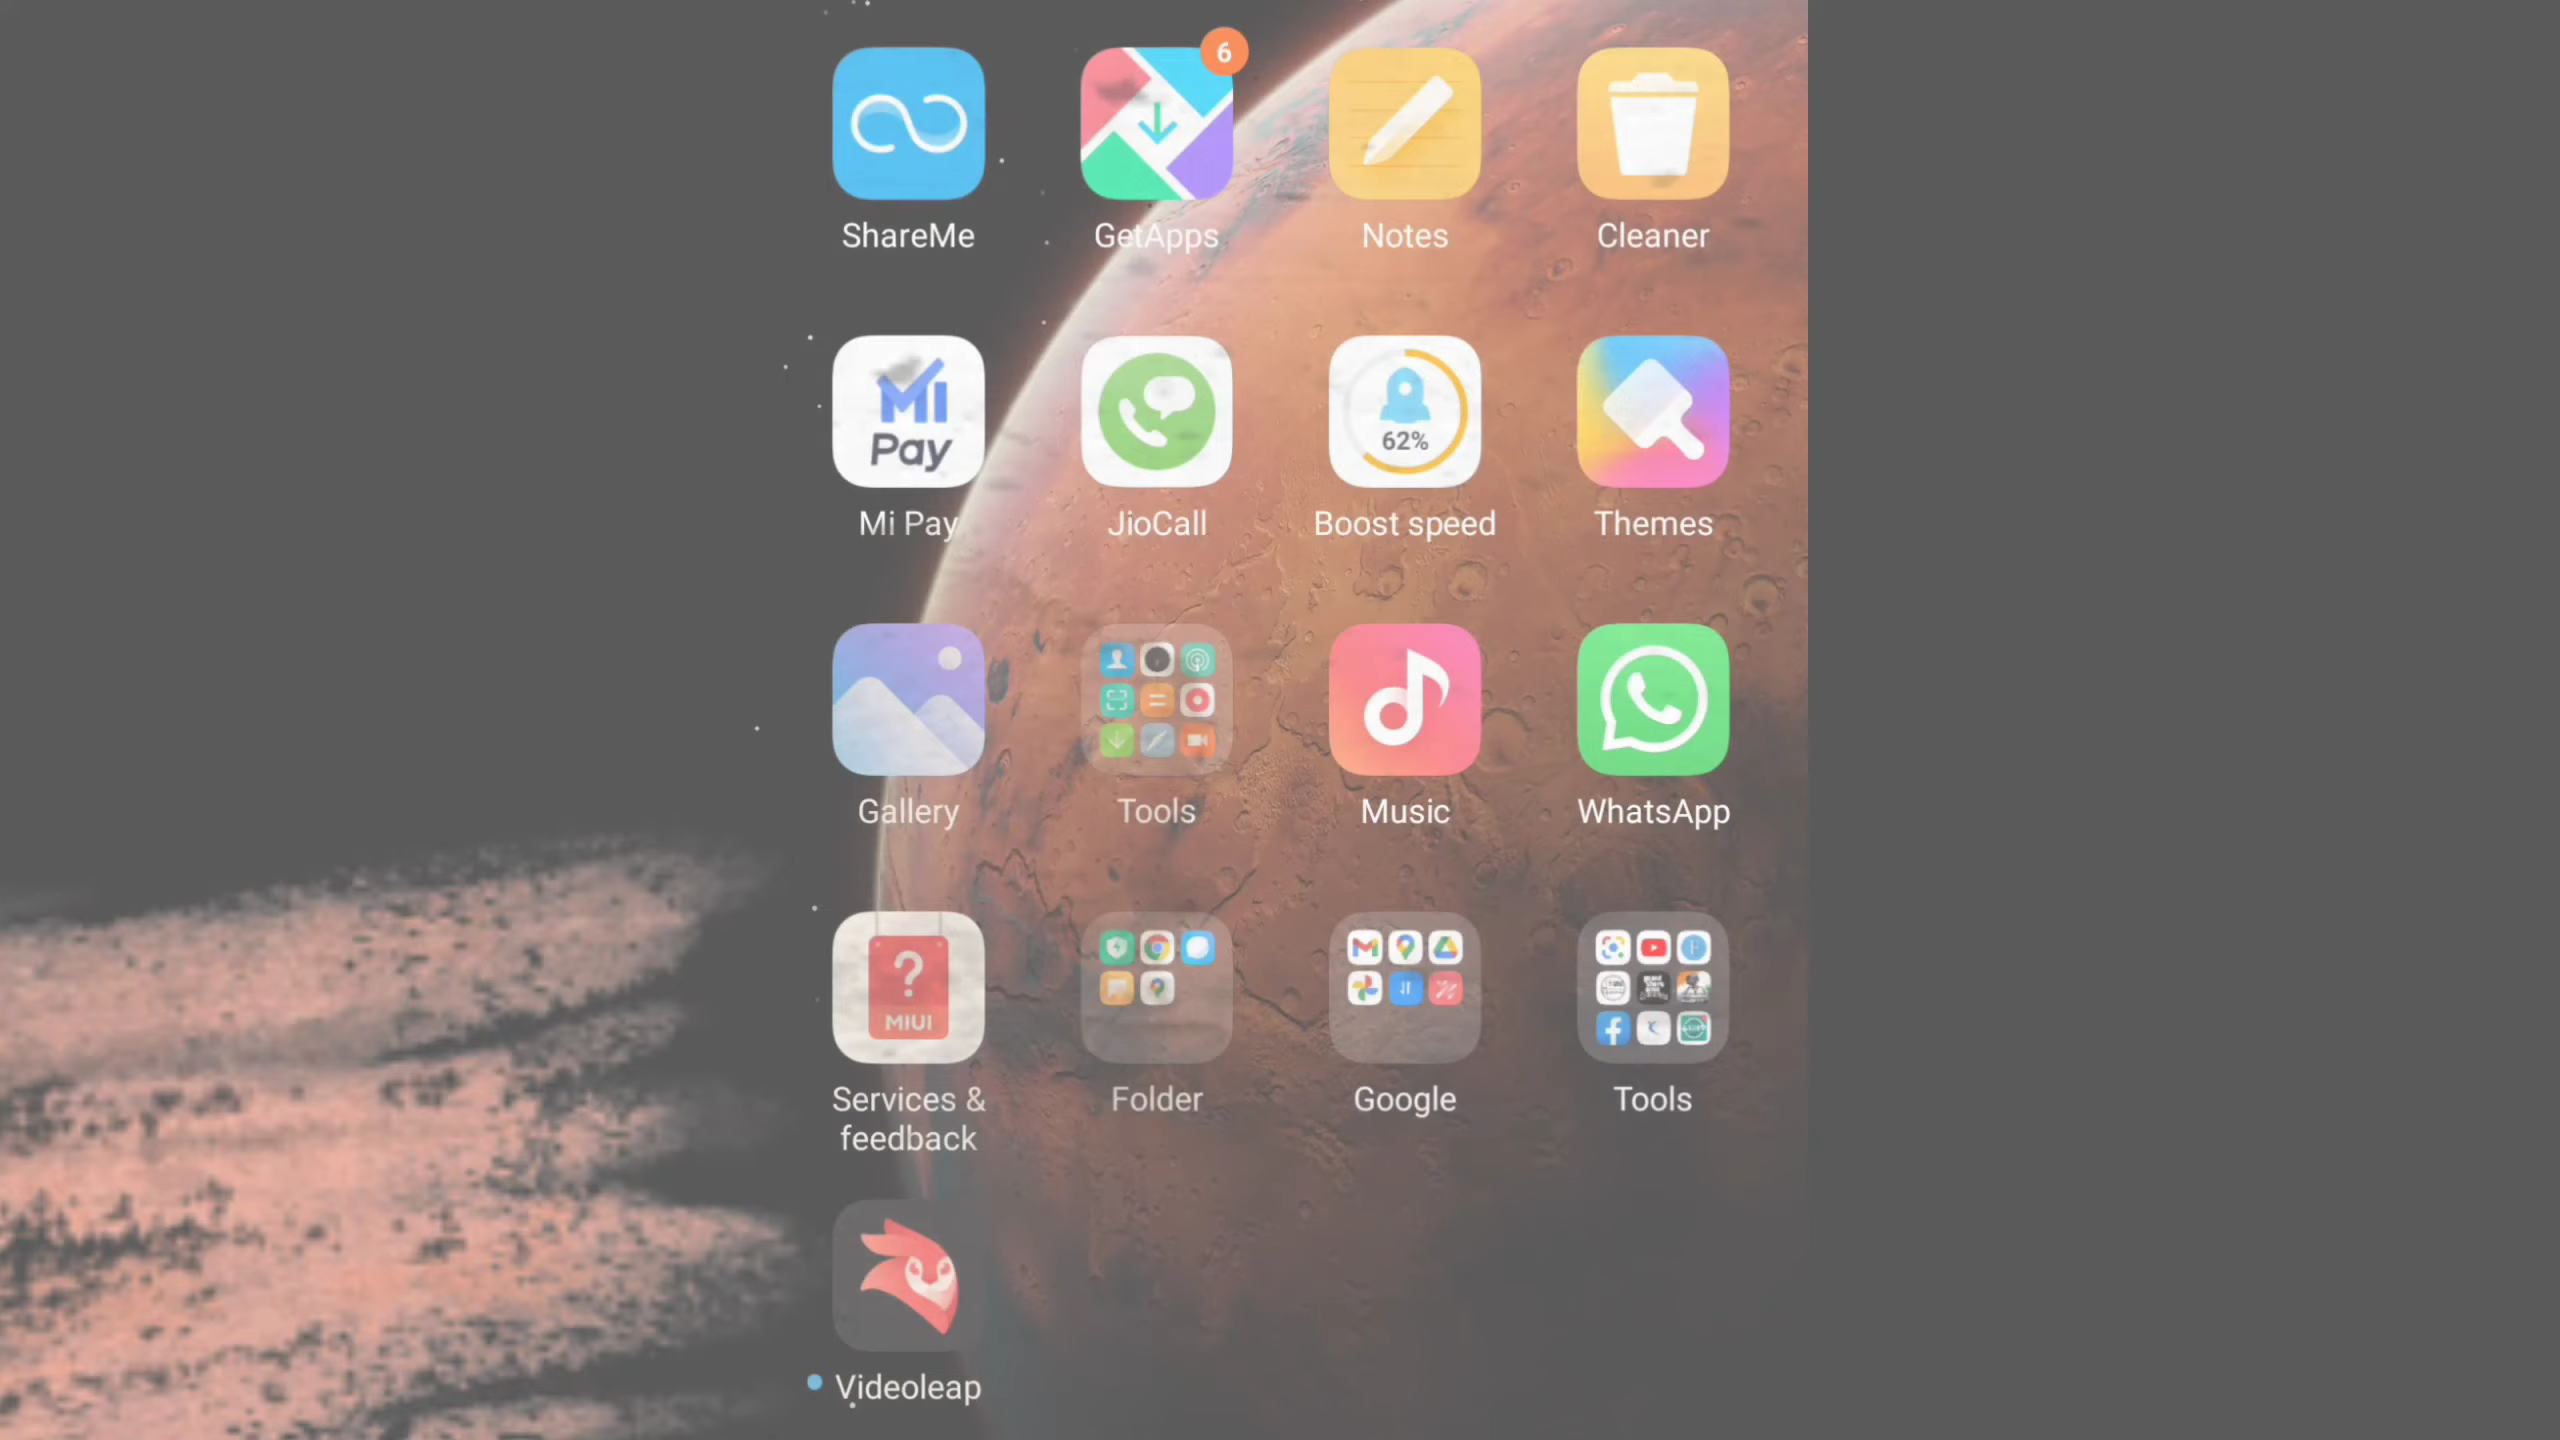 6
ShareMe
GetApps
Notes
Cleaner
Mi
Pay
62%
Mi Pay
JioCall
Boost speed
Themes
Gallery
Tools
Music
WhatsApp
?
MIUI
Services &
feedback
Folder
Google
Tools
Videoleap